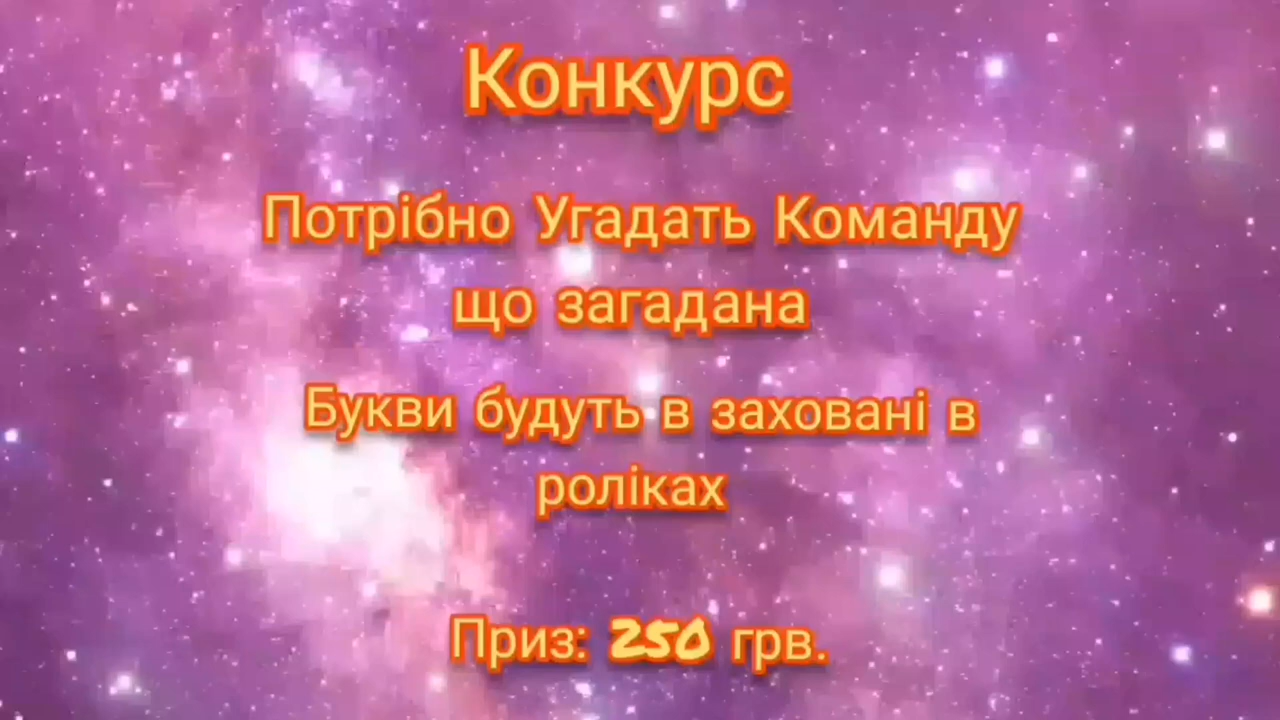 Конкурс
Потрібно Угадать Команду
що загадана
Букви будуть в заховані в
роліках
Приз: 250 грв.